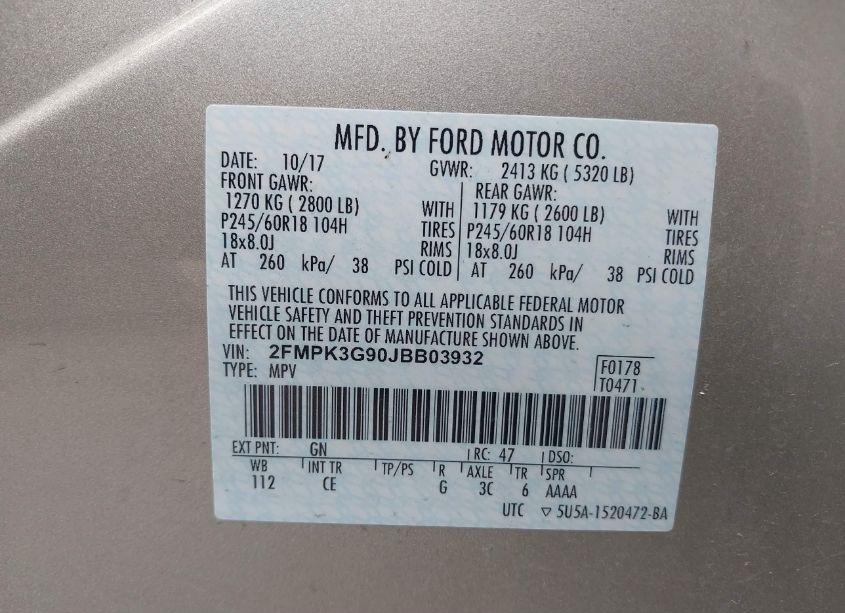 MFD. BY FORD MOTOR CO.
DATE: 10/17 GVWR: 2413 KG ( 5320 LB)
FRONT GAWR: REAR GAWR:
1270 KG ( 2800 LB) WITH 1179 KG ( 2600 LB) WITH
P245/60R18 104H TIRES P245/60R18 104H TIRES
18x8.0J RIMS 18x8.0J RIMS
AT 260 kPa/ 38 PSI COLD AT 260 kPa/ 38 PSI COLD
THIS VEHICLE CONFORMS TO ALL APPLICABLE FEDERAL MOTOR
VEHICLE SAFETY AND THEFT PREVENTION STANDARDS IN
EFFECT ON THE DATE OF MANUFACTURE SHOWN ABOVE.
VIN: 2FMPK3G90JBB03932
TYPE: MPV
F0178
T0471
EXT PNT: GN RC: 47 DSO:
WB INT TR TP/PS R AXLE TR SPR
112 CE G 3C 6 AAAA
UTC ▽ 5U5A-1520472-BA